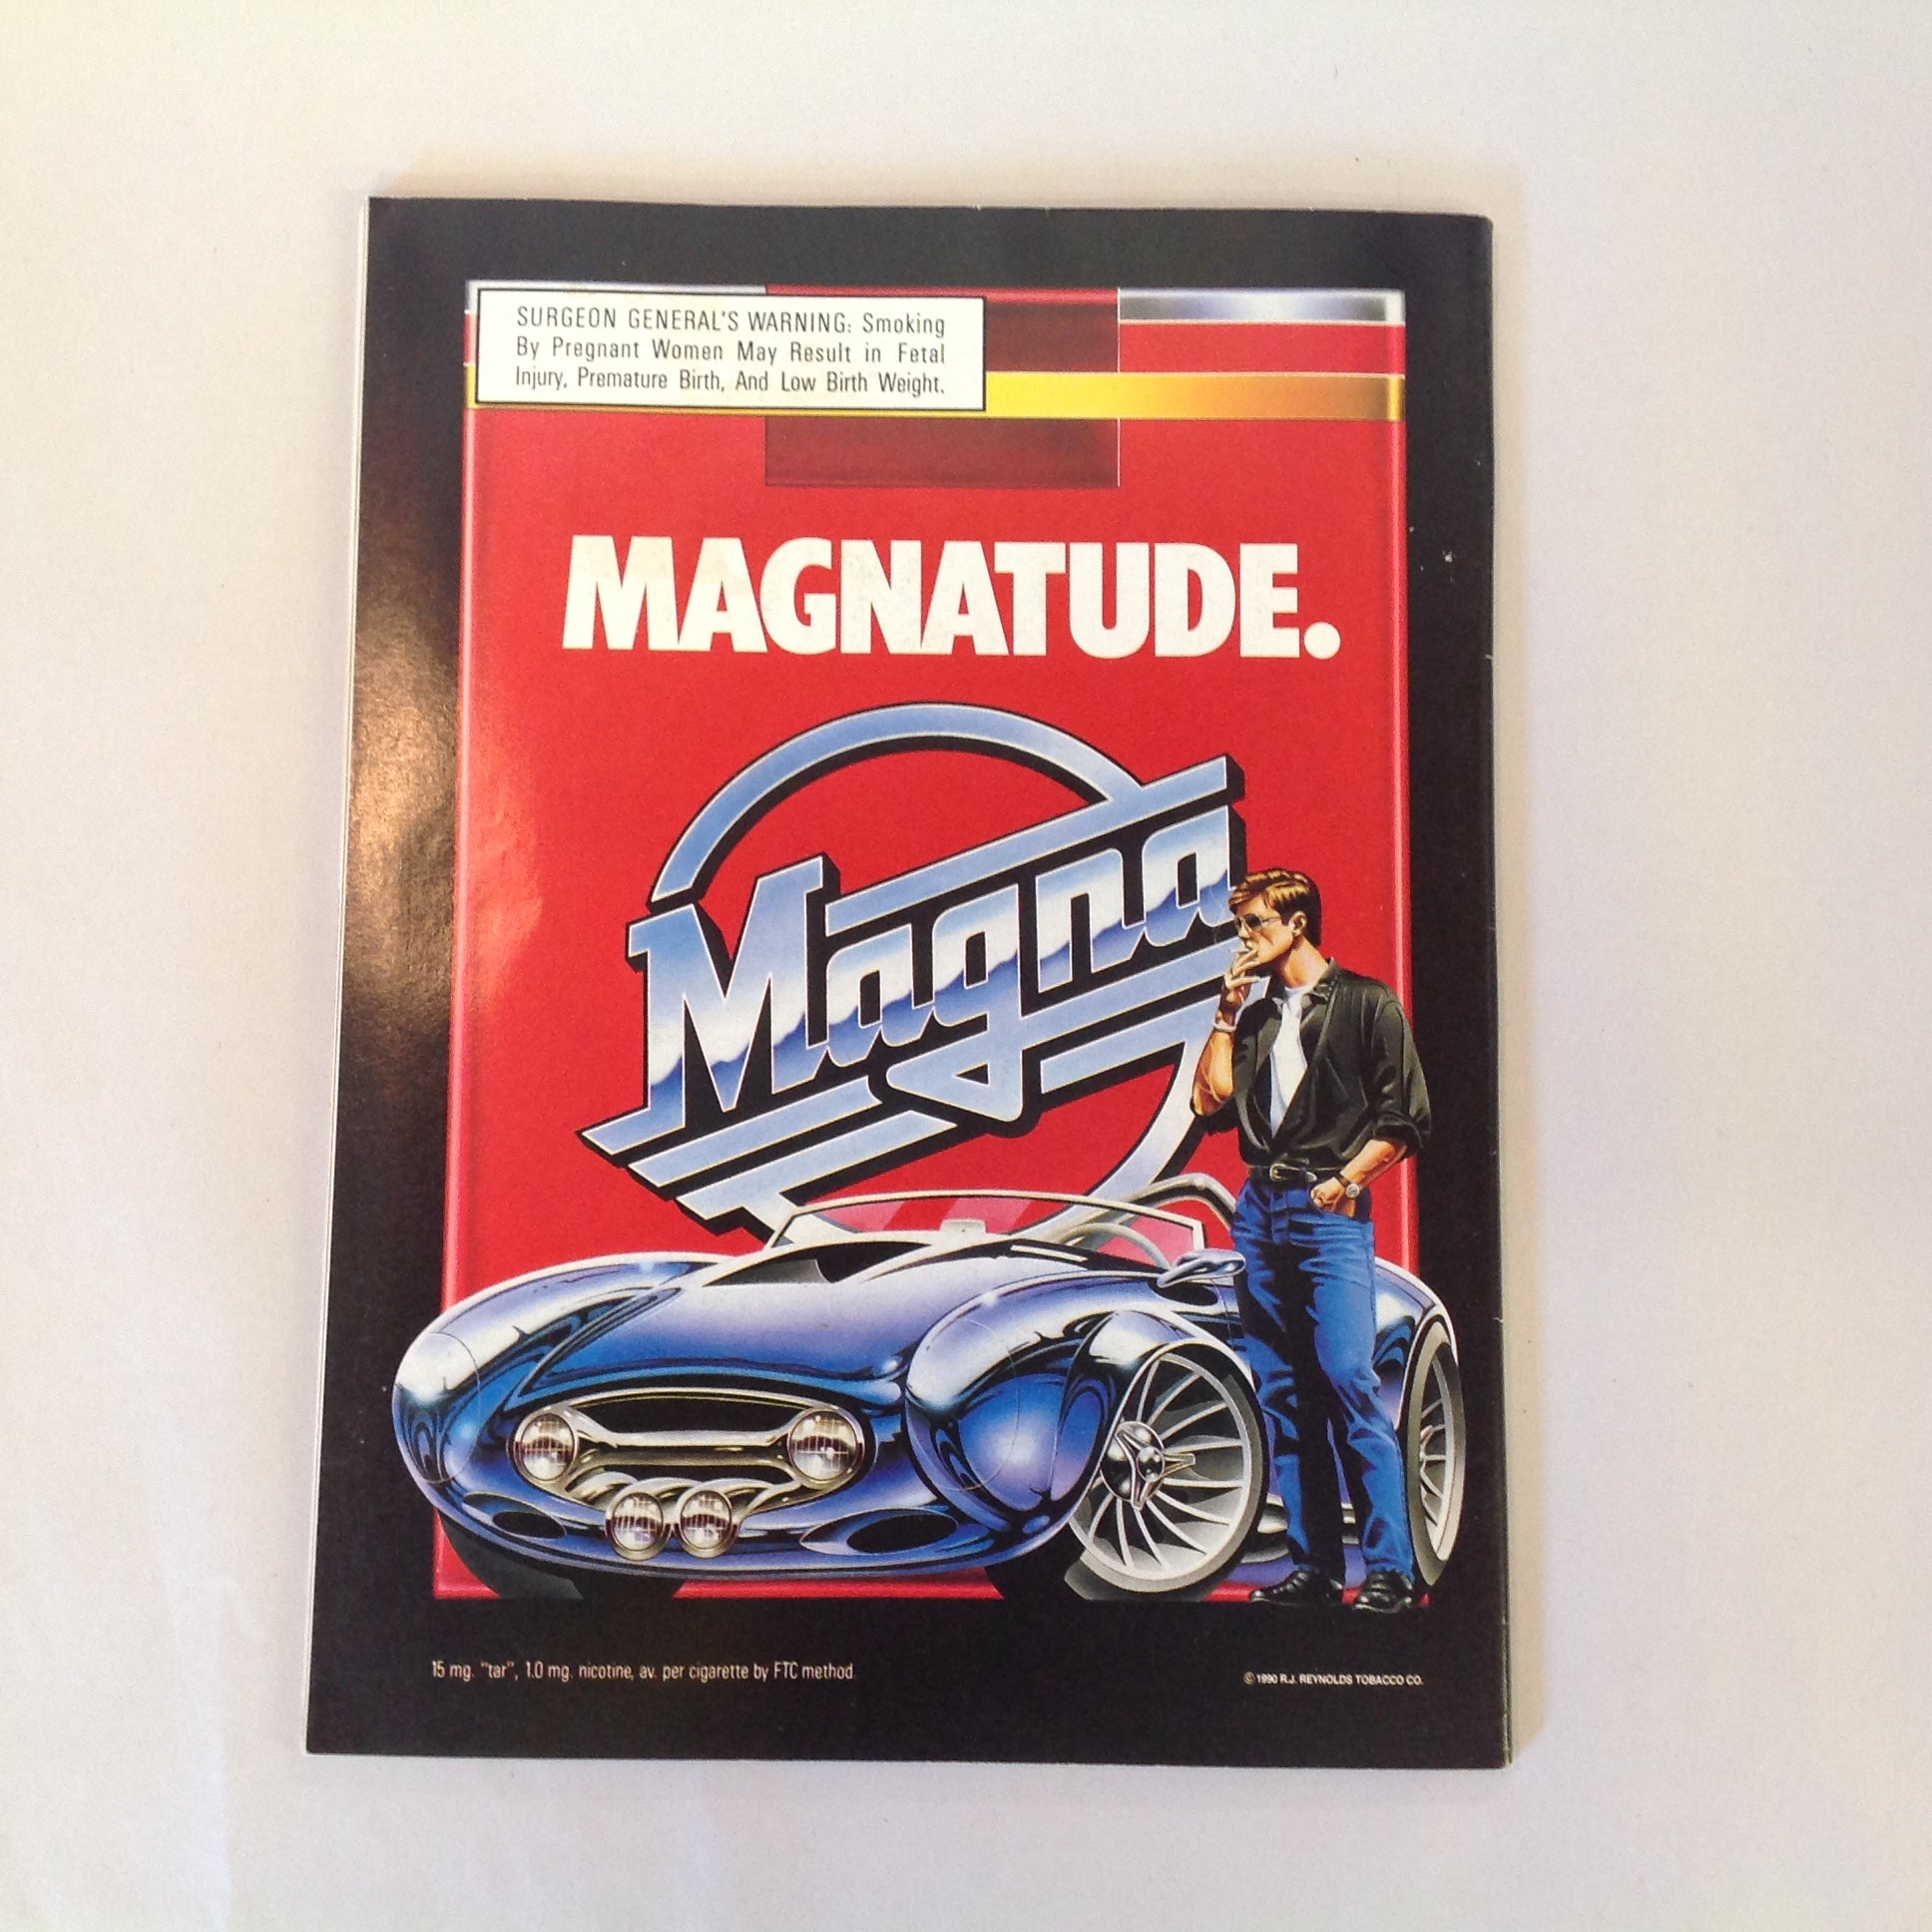 SURGEON GENERAL'S WARNING: Smoking
By Pregnant Women May Result in Fetal
Injury, Premature Birth, And Low Birth Weight.
MAGNATUDE.
Magna
15 mg. "tar", 1.0 mg. nicotine, av. per cigarette by FTC method
© 1990 R.J. REYNOLDS TOBACCO CO.